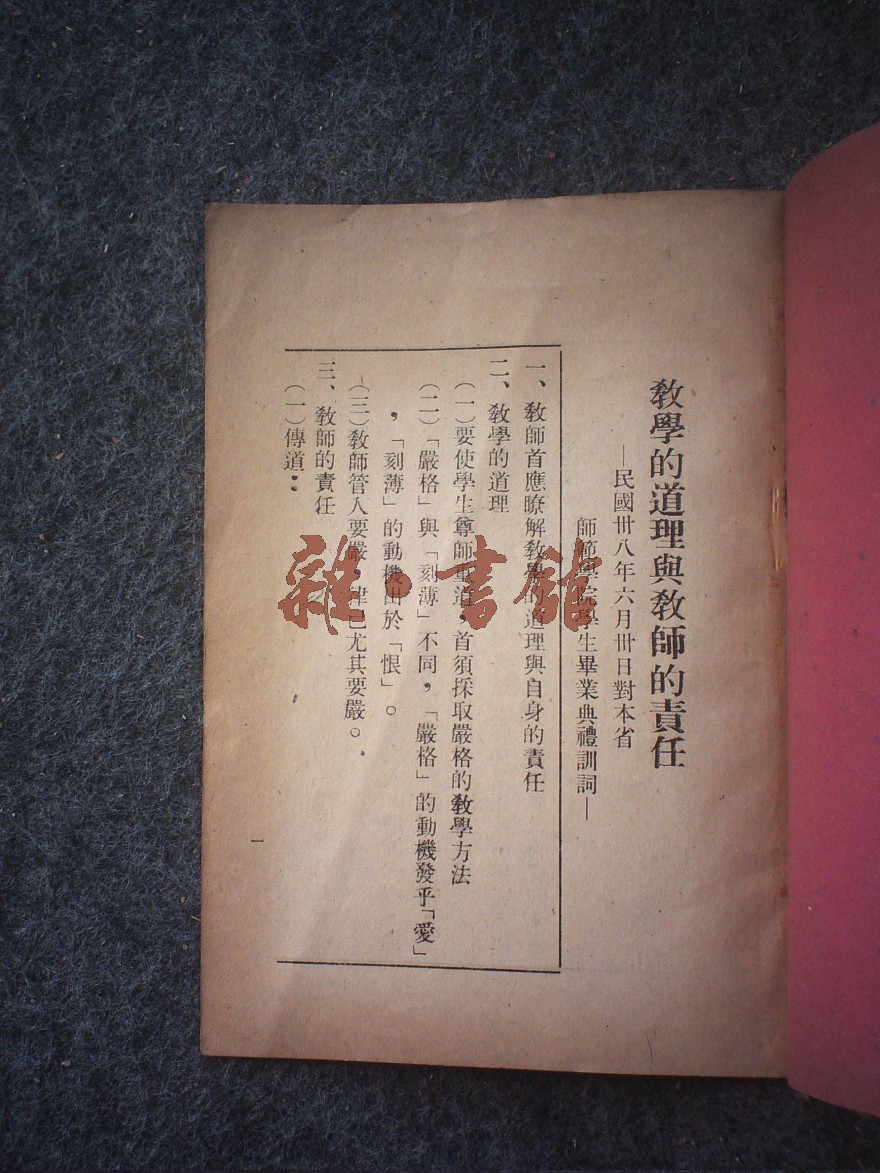 教學的道理與教師的責任
—民國卅八年六月卅日對本省
師範學院學生畢業典禮訓詞—
一、教師首應瞭解教學的道理與自身的責任
二、教學的道理
(一)要使學生尊師重道,首須採取嚴格的教學方法
(二)「嚴格」與「刻薄」不同,「嚴格」的動機發乎「愛」
,「刻薄」的動機出於「恨」。
(三)教師管人要嚴,律己尤其要嚴。
三、教師的責任
(一)傳道:
一
雜·書館